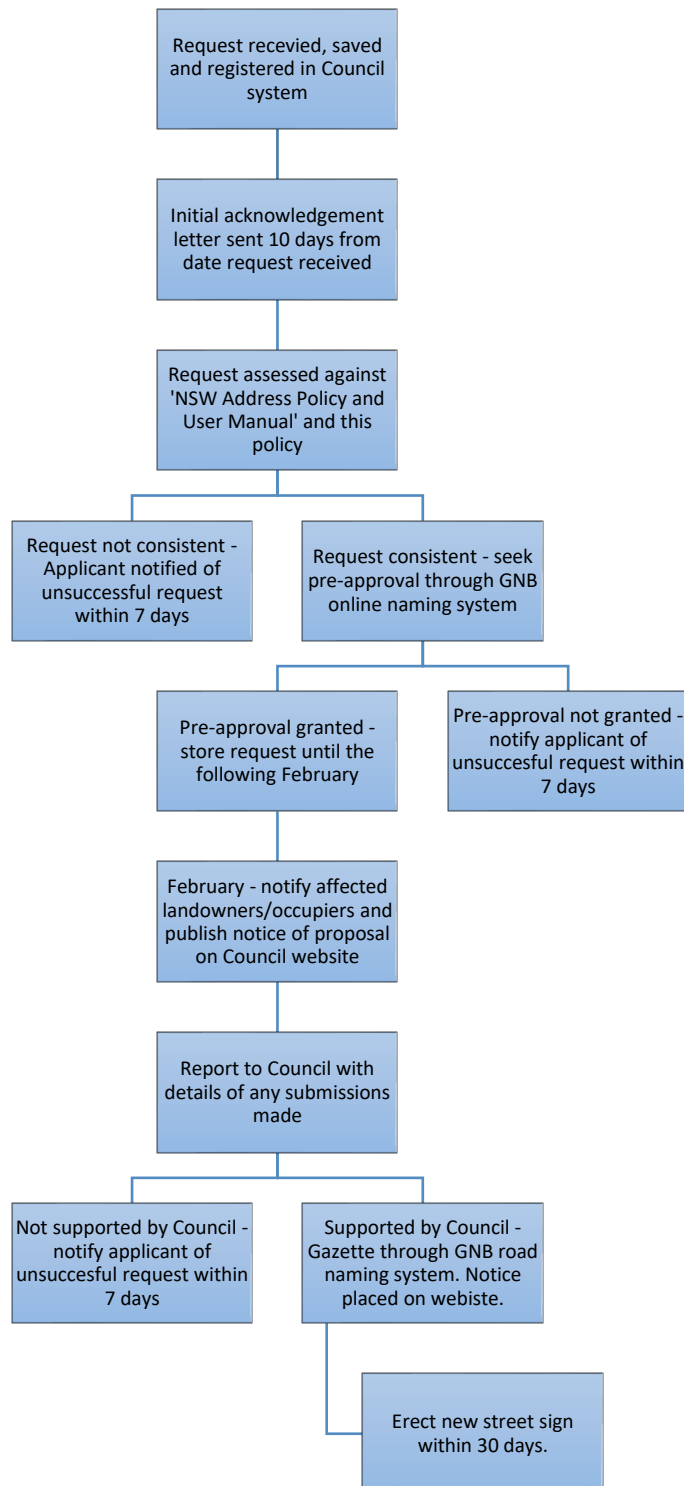 Request recevied, saved
and registered in Council
system
Initial acknowledgement
letter sent 10 days from
date request received
Request assessed against
'NSW Address Policy and
User Manual' and this
policy
Request not consistent -
Applicant notified of
unsuccessful request
within 7 days
Request consistent - seek
pre-approval through GNB
online naming system
Pre-approval granted -
store request until the
following February
Pre-approval not granted -
notify applicant of
unsuccesful request within
7 days
February - notify affected
landowners/occupiers and
publish notice of proposal
on Council website
Report to Council with
details of any submissions
made
Not supported by Council -
notify applicant of
unsuccesful request within
7 days
Supported by Council -
Gazette through GNB road
naming system. Notice
placed on webiste.
Erect new street sign
within 30 days.